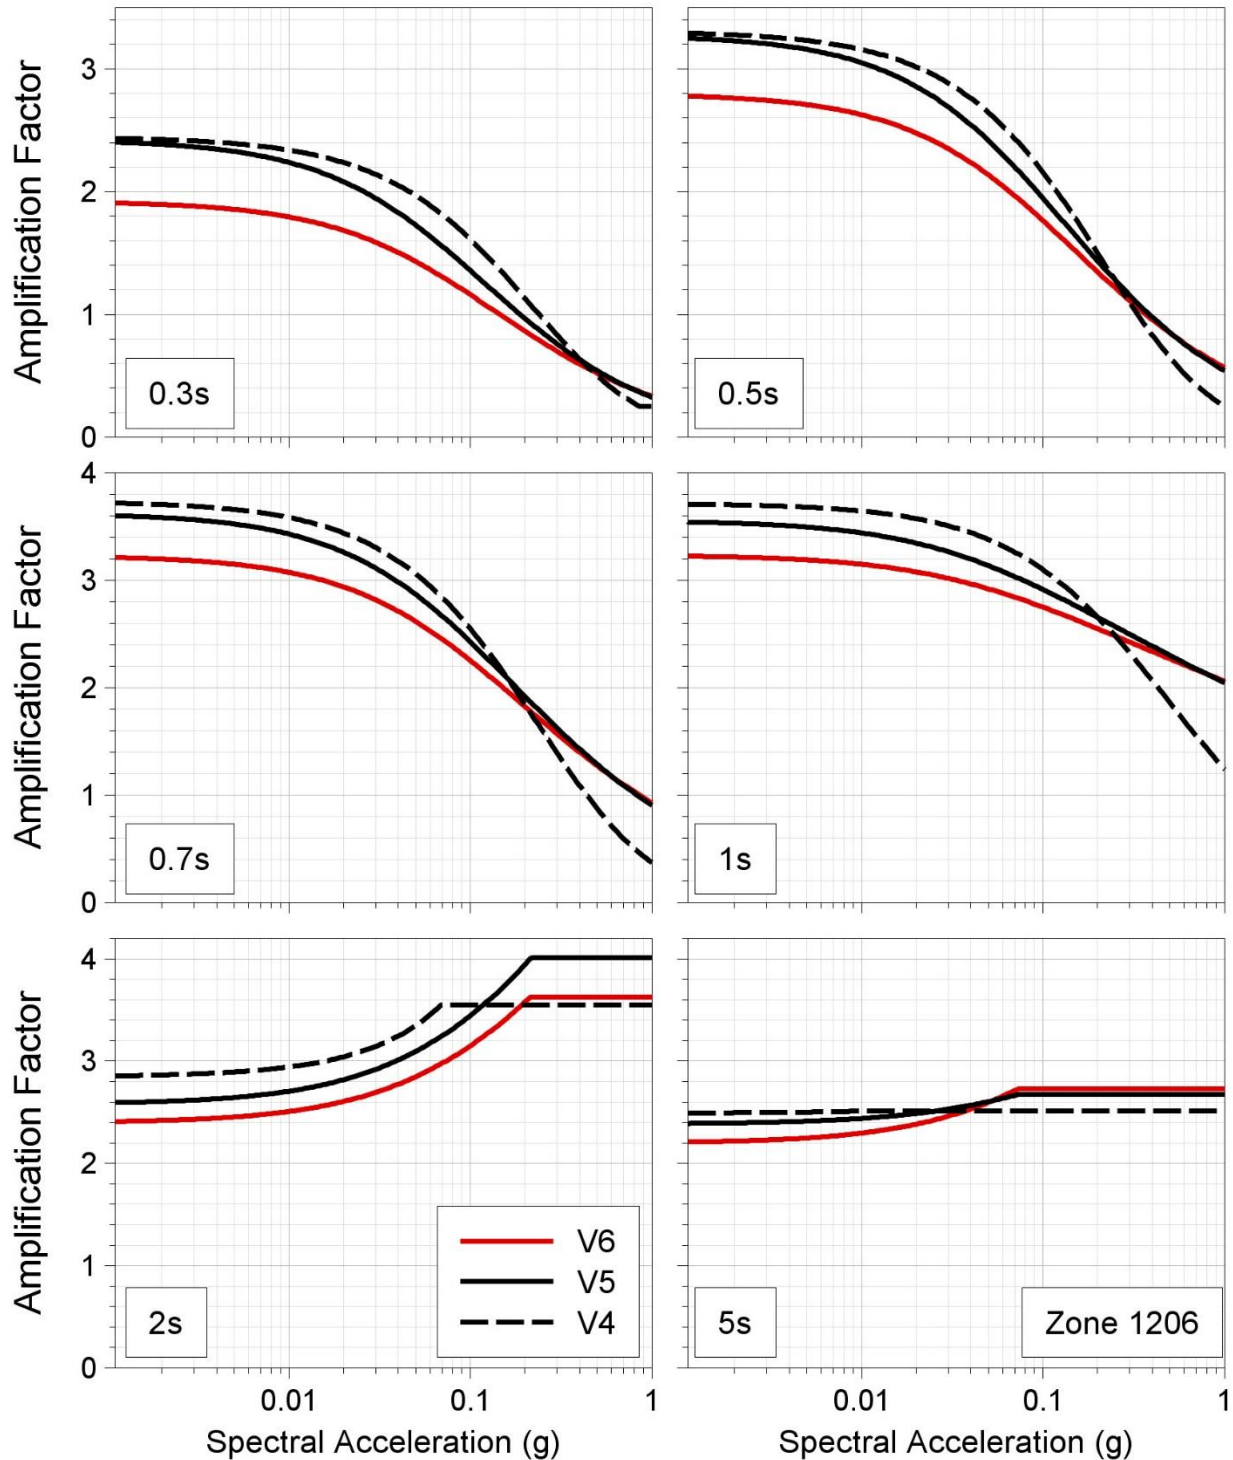 Amplification Factor
3
2
1
0
0.3s
0.5s
Amplification Factor
4
3
2
1
0
0.7s
1s
Amplification Factor
4
3
2
1
0
V6
V5
V4
2s
5s
Zone 1206
0.01
0.1
1
0.01
0.1
1
Spectral Acceleration (g)
Spectral Acceleration (g)